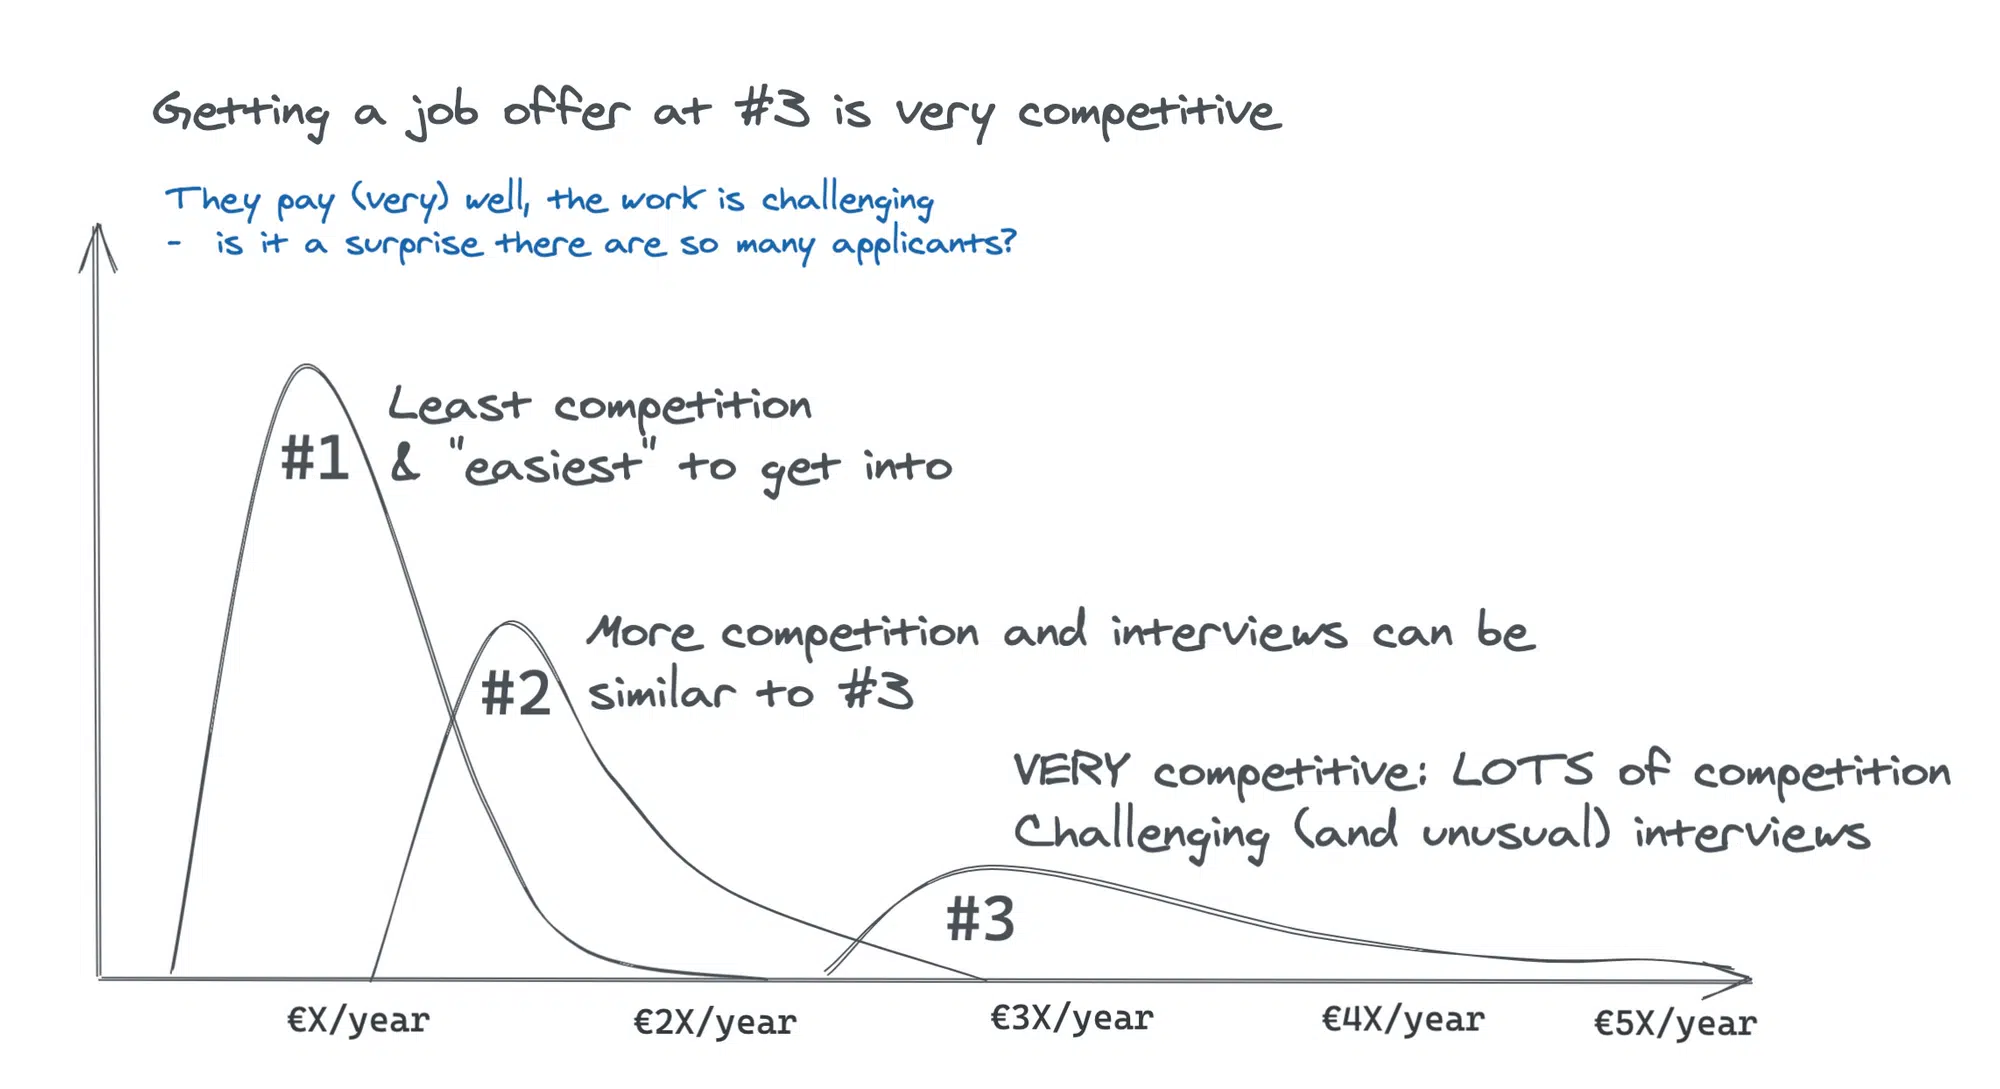 Getting a job offer at #3 is very competitive
They pay (very) well, the work is challenging
- is it a surprise there are so many applicants?
#1
Least competition
& "easiest" to get into
#2
More competition and interviews can be
similar to #3
VERY competitive: LOTS of competition
Challenging (and unusual) interviews
#3
€X/year
€2X/year
€3X/year
€4X/year
€5X/year